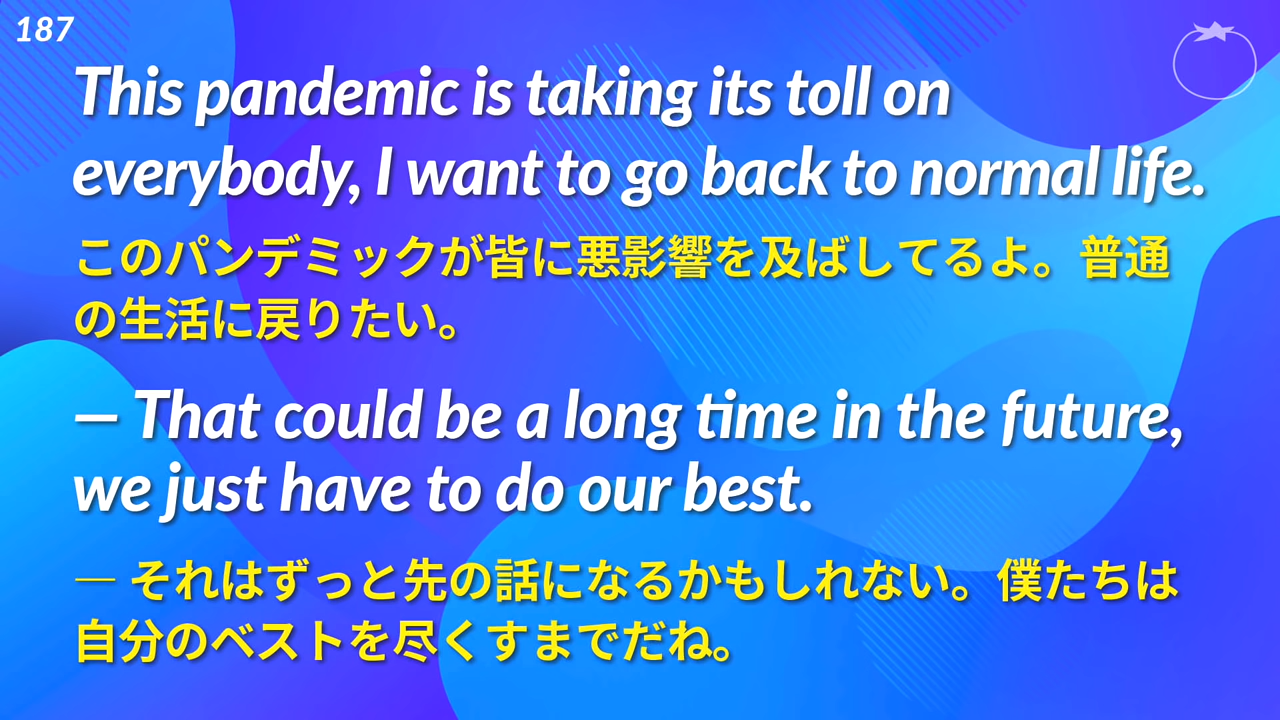 187
This pandemic is taking its toll on
everybody, I want to go back to normal life.
このパンデミックが皆に悪影響を及ばしてるよ。普通
の生活に戻りたい。
– That could be a long time in the future,
we just have to do our best.
― それはずっと先の話になるかもしれない。僕たちは
自分のベストを尽くすまでだね。